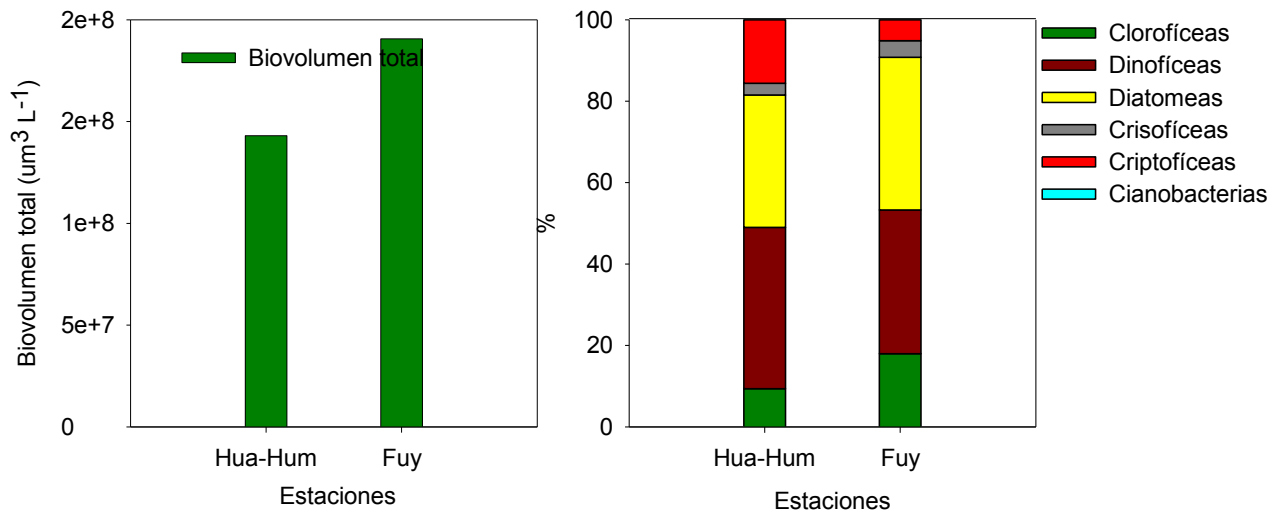 Biovolumen total (um³ L⁻¹)
2e+8
2e+8
1e+8
5e+7
0
Biovolumen total
Hua-Hum Fuy
Estaciones
%
100
80
60
40
20
0
Hua-Hum Fuy
Estaciones
Clorofíceas
Dinofíceas
Diatomeas
Crisofíceas
Criptofíceas
Cianobacterias